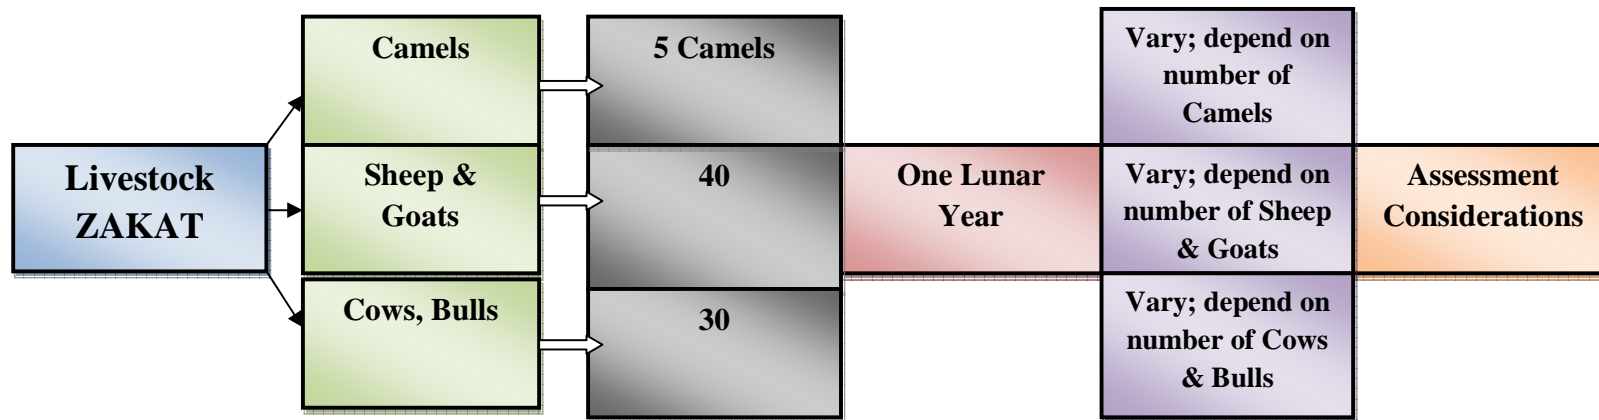 Livestock
ZAKAT
Camels
Sheep &
Goats
Cows, Bulls
5 Camels
40
30
One Lunar
Year
Vary; depend on
number of
Camels
Vary; depend on
number of Sheep
& Goats
Vary; depend on
number of Cows
& Bulls
Assessment
Considerations